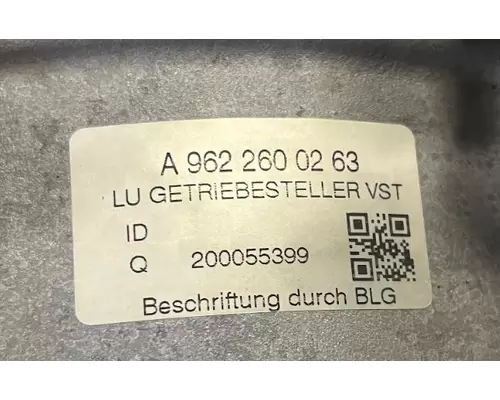 A 962 260 02 63
LU GETRIEBESTELLER VST
ID
Q 200055399
Beschriftung durch BLG